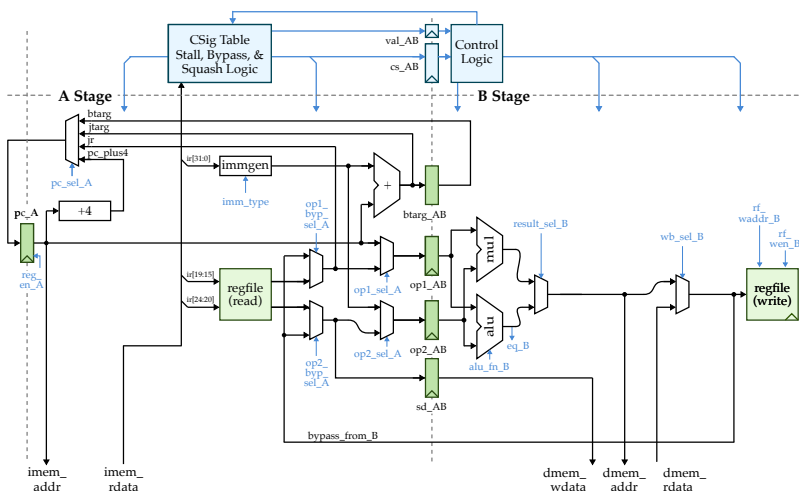 CSig Table
Stall, Bypass, &
Squash Logic
val_AB
cs_AB
Control
Logic
A Stage
B Stage
btarg
jtarg
jr
pc_plus4
pc_sel_A
ir[31:0]
immgen
imm_type
+
btarg_AB
+4
pc_A
reg_
en_A
op1_
byp_
sel_A
ir[19:15]
ir[24:20]
regfile
(read)
op1_sel_A
op1_AB
mul
result_sel_B
wb_sel_B
rf_
waddr_B
rf_
wen_B
regfile
(write)
op2_
byp_
sel_A
op2_sel_A
op2_AB
alu
eq_B
alu_fn_B
sd_AB
bypass_from_B
imem_
addr
imem_
rdata
dmem_
wdata
dmem_
addr
dmem_
rdata